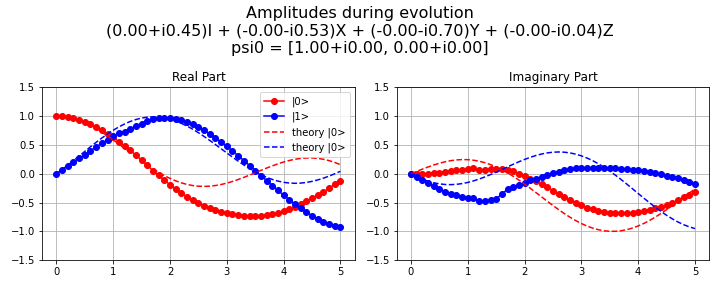 Amplitudes during evolution
(0.00+i0.45)I + (-0.00-i0.53)X + (-0.00-i0.70)Y + (-0.00-i0.04)Z
psi0 = [1.00+i0.00, 0.00+i0.00]
Real Part
1.5
1.0
0.5
0.0
−0.5
−1.0
−1.5
0 1 2 3 4 5
|0>
|1>
theory |0>
theory |0>
Imaginary Part
1.5
1.0
0.5
0.0
−0.5
−1.0
−1.5
0 1 2 3 4 5